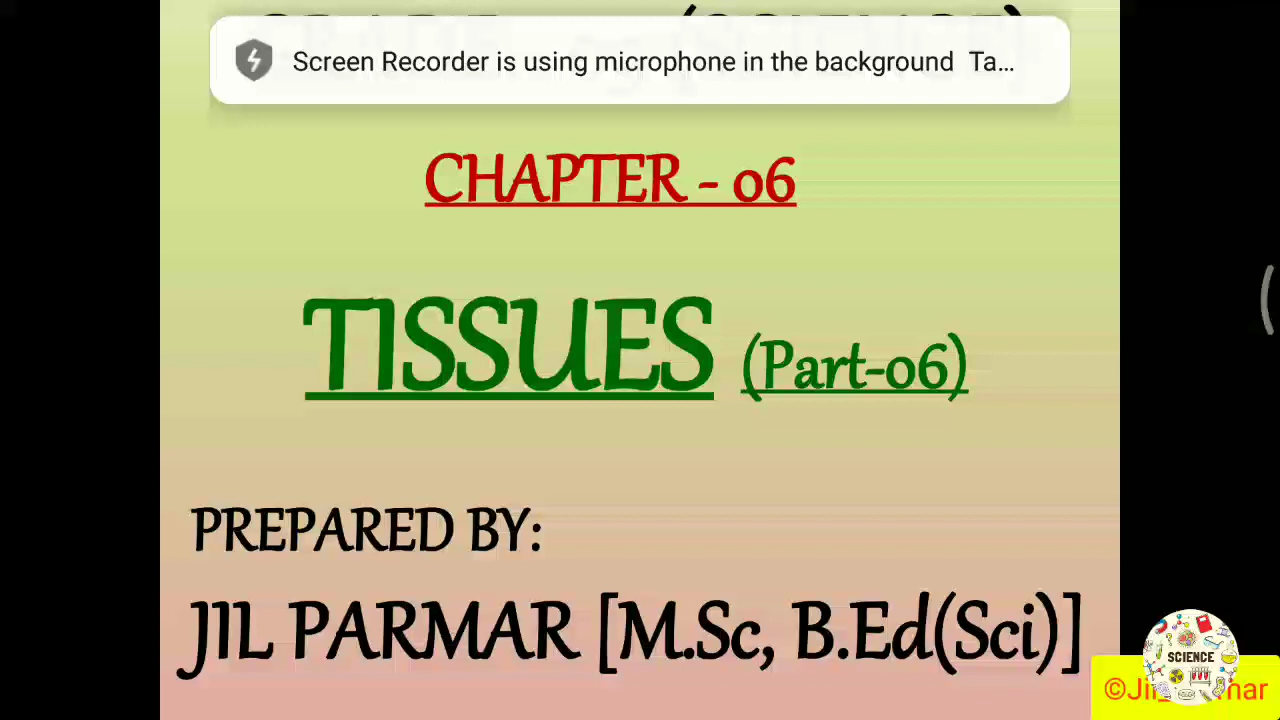 Screen Recorder is using microphone in the background Ta...
CHAPTER - 06
TISSUES (Part-06)
PREPARED BY:
JIL PARMAR [M.Sc, B.Ed(Sci)]
SCIENCE